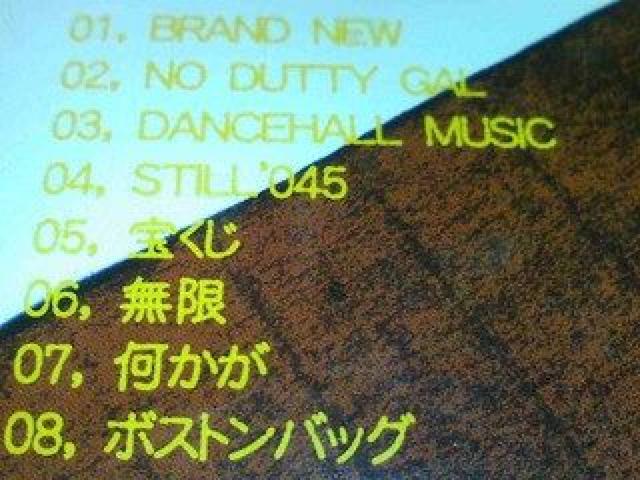 01, BRAND NEW
02, NO DUTTY GAL
03, DANCEHALL MUSIC
04, STILL'045
05, 宝くじ
06, 無限
07, 何かが
08, ボストンバッグ